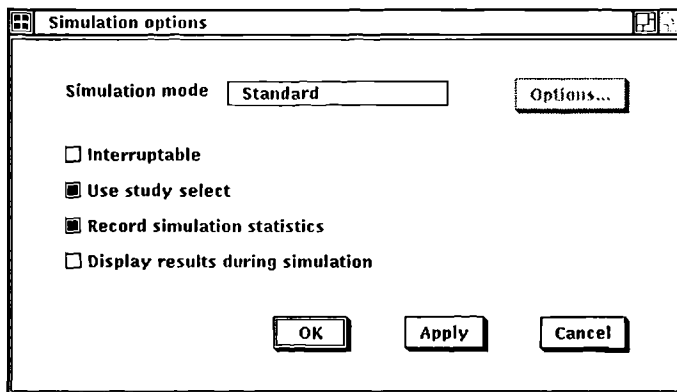 Simulation options
Simulation mode Standard Options...
Interruptable
Use study select
Record simulation statistics
Display results during simulation
OK Apply Cancel